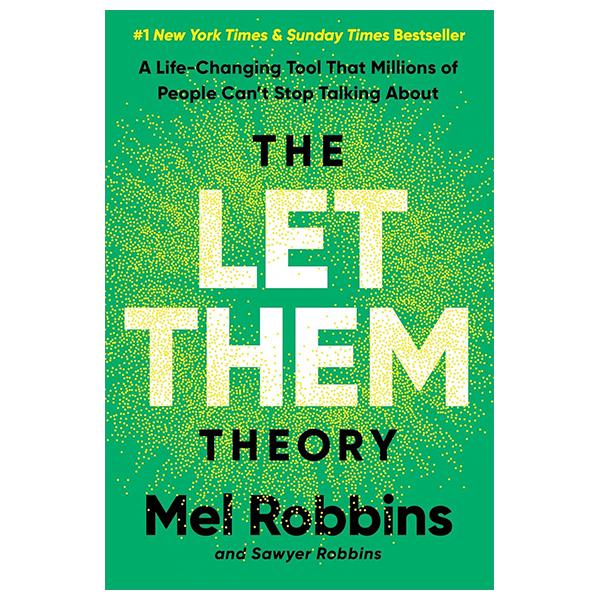 #1 New York Times & Sunday Times Bestseller
A Life-Changing Tool That Millions of
People Can't Stop Talking About
THE
LET
THEM
THEORY
Mel Robbins
and Sawyer Robbins